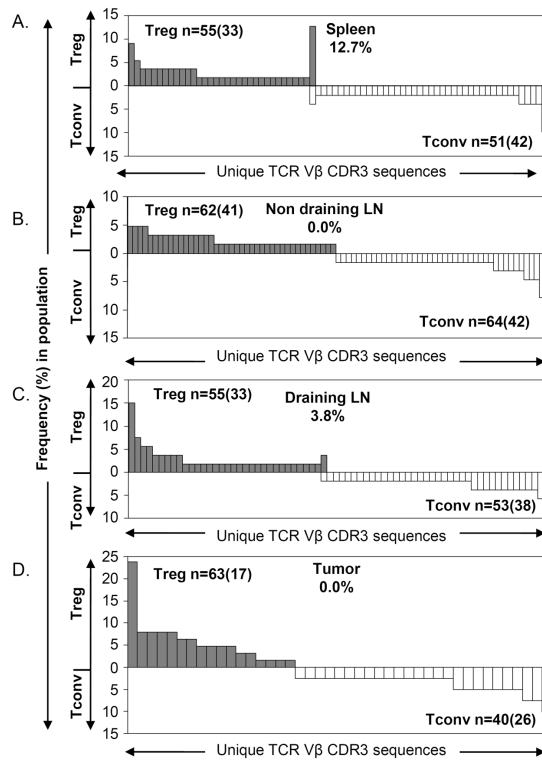 Frequency (%) in population
A.
Treg
Tconv
15
10
5
0
5
10
15
Treg n=55(33)
Spleen
12.7%
Tconv n=51(42)
Unique TCR Vβ CDR3 sequences
B.
Treg
Tconv
10
5
0
5
10
15
Treg n=62(41)
Non draining LN
0.0%
Tconv n=64(42)
Unique TCR Vβ CDR3 sequences
C.
Treg
Tconv
20
15
10
5
0
5
10
Treg n=55(33)
Draining LN
3.8%
Tconv n=53(38)
Unique TCR Vβ CDR3 sequences
D.
Treg
Tconv
25
20
15
10
5
0
5
10
15
Treg n=63(17)
Tumor
0.0%
Tconv n=40(26)
Unique TCR Vβ CDR3 sequences